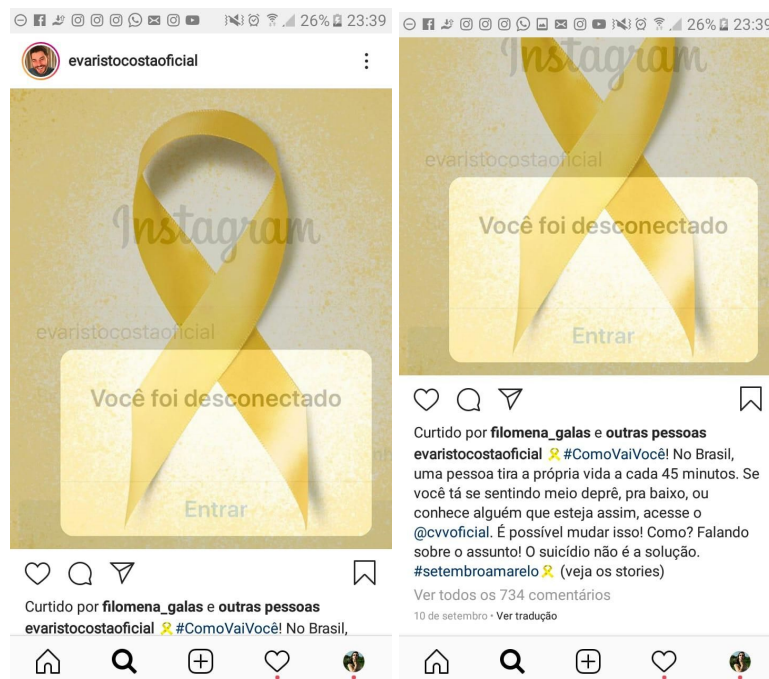 26% 23:39
evaristocostaoficial
Instagram
evaristocostaoficial
Você foi desconectado
Entrar
Curtido por filomena_galas e outras pessoas
evaristocostaoficial 🎗 #ComoVaiVocê! No Brasil,
26% 23:39
Instagram
evaristocostaoficial
Você foi desconectado
Entrar
Curtido por filomena_galas e outras pessoas
evaristocostaoficial 🎗 #ComoVaiVocê! No Brasil,
uma pessoa tira a própria vida a cada 45 minutos. Se
você tá se sentindo meio deprê, pra baixo, ou
conhece alguém que esteja assim, acesse o
@cvvoficial. É possível mudar isso! Como? Falando
sobre o assunto! O suicídio não é a solução.
#setembroamarelo🎗 (veja os stories)
Ver todos os 734 comentários
10 de setembro • Ver tradução